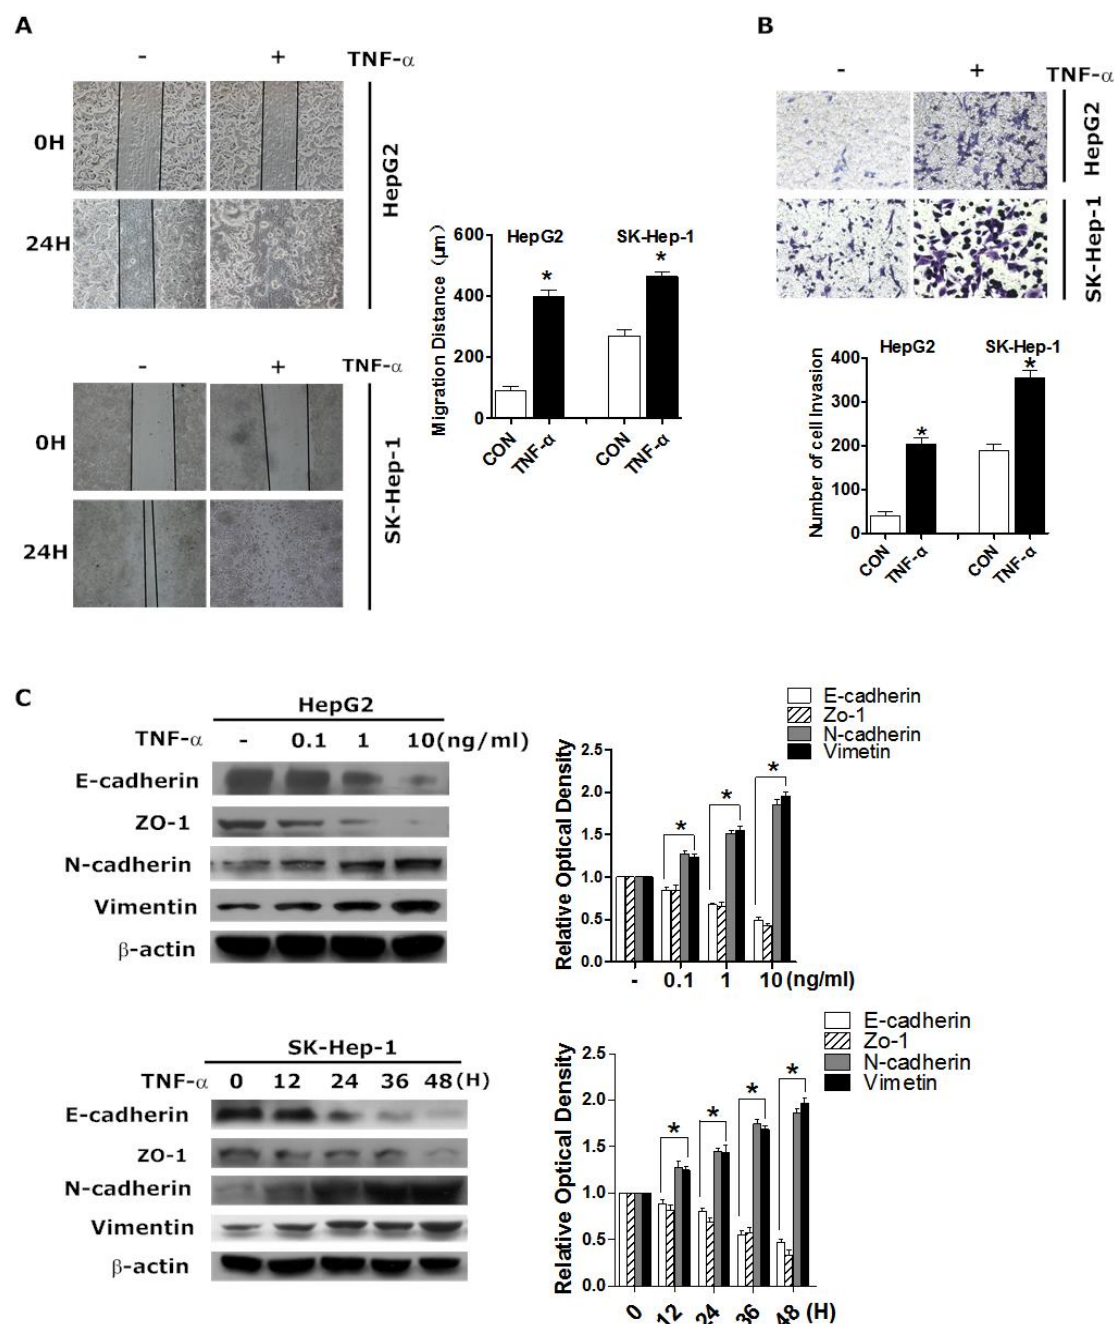 A
- + TNF-α
0H
24H
HepG2
- + TNF-α
0H
24H
SK-Hep-1
Migration Distance (μm)
600
400
200
0
HepG2 SK-Hep-1
* *
CON TNF-α CON TNF-α
B
- + TNF-α
HepG2
SK-Hep-1
Number of cell Invasion
HepG2 SK-Hep-1
400
300
200
100
0
* *
CON TNF-α CON TNF-α
C
HepG2
TNF-α - 0.1 1 10(ng/ml)
E-cadherin
ZO-1
N-cadherin
Vimentin
β-actin
E-cadherin
Zo-1
N-cadherin
Vimetin
Relative Optical Density
2.5
2.0
1.5
1.0
0.5
0.0
* * *
- 0.1 1 10 (ng/ml)
SK-Hep-1
TNF-α 0 12 24 36 48(H)
E-cadherin
ZO-1
N-cadherin
Vimentin
β-actin
E-cadherin
Zo-1
N-cadherin
Vimetin
Relative Optical Density
2.5
2.0
1.5
1.0
0.5
0.0
* * * *
0 12 24 36 48 (H)